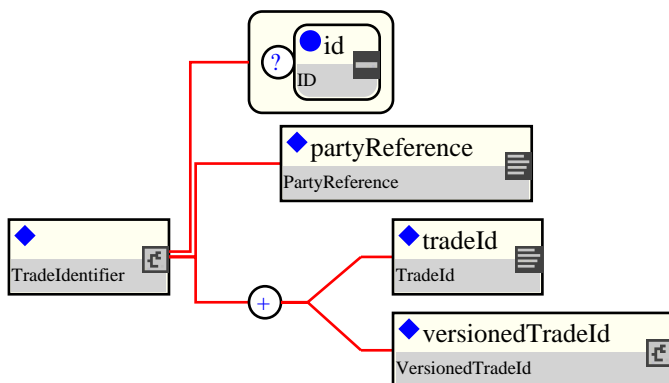 id
?
ID
partyReference
PartyReference
TradeIdentifier
tradeId
TradeId
+
versionedTradeId
VersionedTradeId